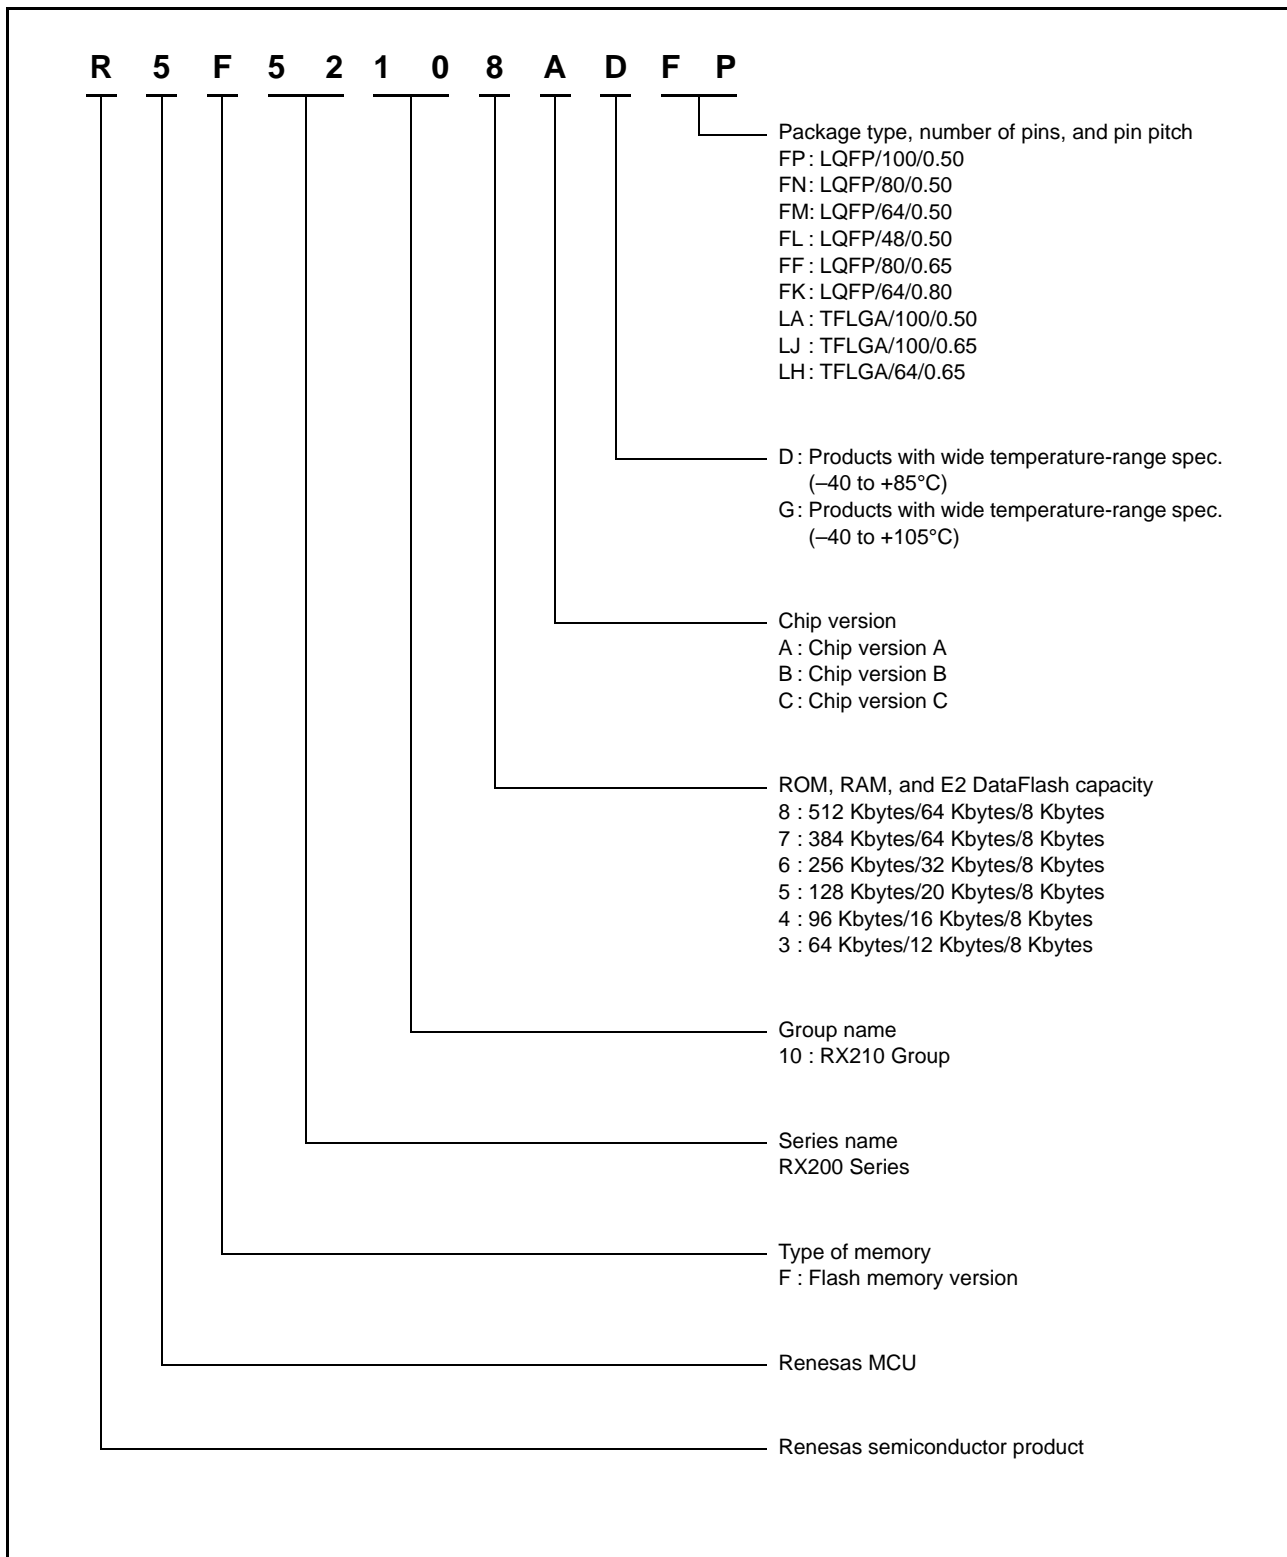 R 5 F 5 2 1 0 8 A D F P
Package type, number of pins, and pin pitch
FP : LQFP/100/0.50
FN: LQFP/80/0.50
FM: LQFP/64/0.50
FL : LQFP/48/0.50
FF : LQFP/80/0.65
FK : LQFP/64/0.80
LA : TFLGA/100/0.50
LJ : TFLGA/100/0.65
LH : TFLGA/64/0.65
D : Products with wide temperature-range spec.
(–40 to +85°C)
G : Products with wide temperature-range spec.
(–40 to +105°C)
Chip version
A : Chip version A
B : Chip version B
C : Chip version C
ROM, RAM, and E2 DataFlash capacity
8 : 512 Kbytes/64 Kbytes/8 Kbytes
7 : 384 Kbytes/64 Kbytes/8 Kbytes
6 : 256 Kbytes/32 Kbytes/8 Kbytes
5 : 128 Kbytes/20 Kbytes/8 Kbytes
4 : 96 Kbytes/16 Kbytes/8 Kbytes
3 : 64 Kbytes/12 Kbytes/8 Kbytes
Group name
10 : RX210 Group
Series name
RX200 Series
Type of memory
F : Flash memory version
Renesas MCU
Renesas semiconductor product